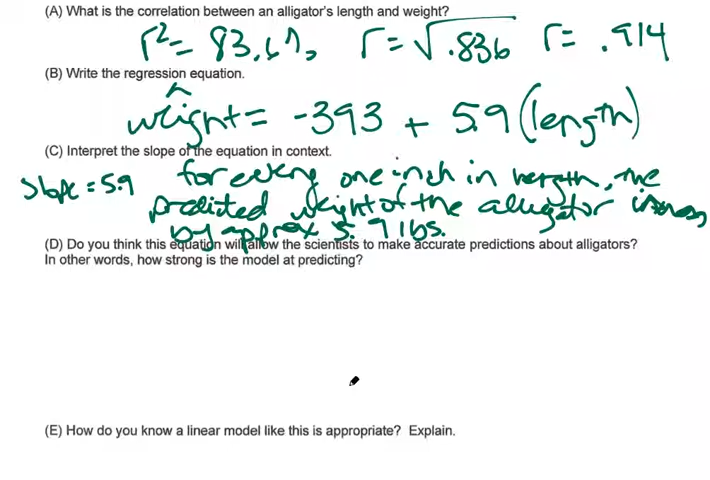 (A) What is the correlation between an alligator's length and weight?
r²= 83.6%   r=√.836   r= .914
(B) Write the regression equation.
weight^ = -393 + 5.9(length)
(C) Interpret the slope of the equation in context.
slope = 5.9 for every one inch in length, the
predicted weight of the alligator increases
by approx 5.9 lbs.
(D) Do you think this equation will allow the scientists to make accurate predictions about alligators?
In other words, how strong is the model at predicting?
(E) How do you know a linear model like this is appropriate?  Explain.